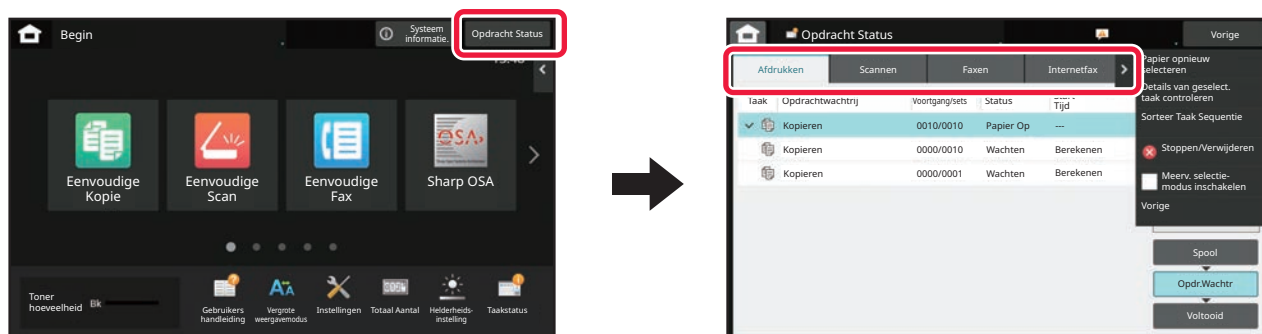 Begin
Systeem
informatie.
Opdracht Status
Eenvoudige
Kopie
Eenvoudige
Scan
Eenvoudige
Fax
OSA
Sharp OSA
Toner
hoeveelheid
Bk
Gebruikers
handleiding
Vergrote
weergavemodus
Instellingen
Totaal Aantal
Helderheids-
instelling
Taakstatus
Opdracht Status
Vorige
Afdrukken
Scannen
Faxen
Internetfax
Papier opnieuw
selecteren
Details van geselect.
taak controleren
Sorteer Taak Sequentie
Stoppen/Verwijderen
Meerv. selectie-
modus inschakelen
Vorige
Taak Opdrachtwachtrij Voortgang/sets Status Tijd
Kopieren 0010/0010 Papier Op ---
Kopieren 0000/0010 Wachten Berekenen
Kopieren 0000/0001 Wachten Berekenen
Spool
Opdr.Wachtr
Voltooid